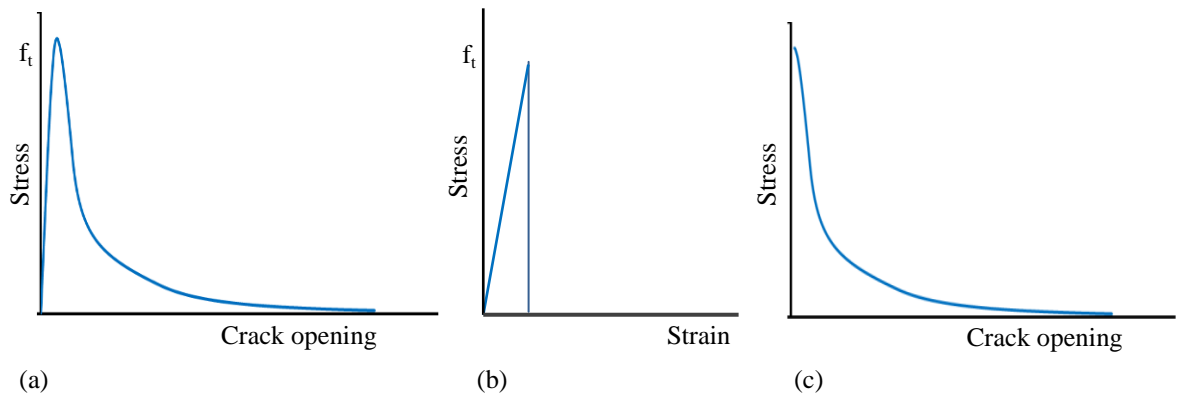 f_t
Stress
Crack opening
(a)
f_t
Stress
Strain
(b)
Stress
Crack opening
(c)